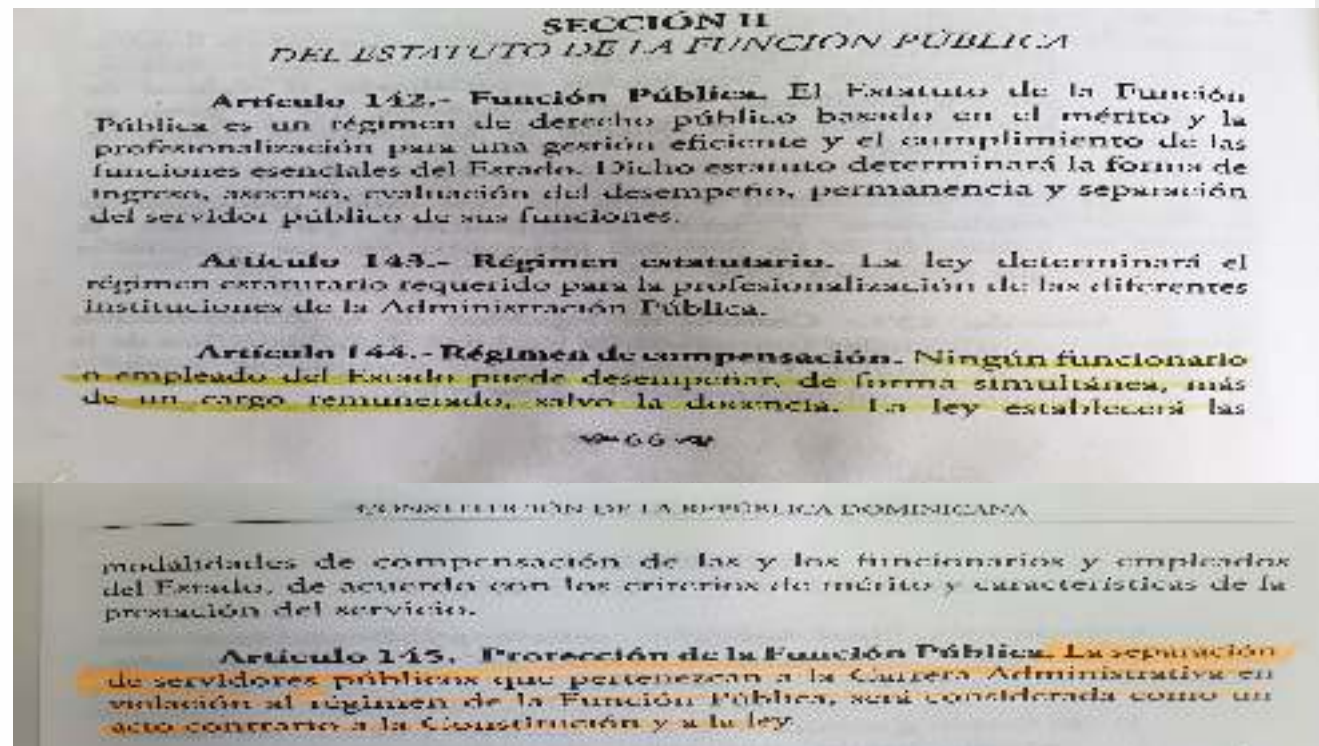 SECCIÓN II
DEL ESTATUTO DE LA FUNCIÓN PÚBLICA
Artículo 142.- Función Pública. El Estatuto de la Función
Pública es un régimen de derecho público basado en el mérito y la
profesionalización para una gestión eficiente y el cumplimiento de las
funciones esenciales del Estado. Dicho estatuto determinará la forma de
ingreso, ascenso, evaluación del desempeño, permanencia y separación
del servidor público de sus funciones.
Artículo 143.- Régimen estatutario. La ley determinará el
régimen estatutario requerido para la profesionalización de las diferentes
instituciones de la Administración Pública.
Artículo 144.- Régimen de compensación. Ningún funcionario
o empleado del Estado puede desempeñar, de forma simultánea, más
de un cargo remunerado, salvo la docencia. La ley establecerá las
66
CONSTITUCIÓN DE LA REPÚBLICA DOMINICANA
modalidades de compensación de las y los funcionarios y empleados
del Estado, de acuerdo con los criterios de mérito y características de la
prestación del servicio.
Artículo 145.- Protección de la Función Pública. La separación
de servidores públicos que pertenezcan a la Carrera Administrativa en
violación al régimen de la Función Pública, será considerada como un
acto contrario a la Constitución y a la ley.